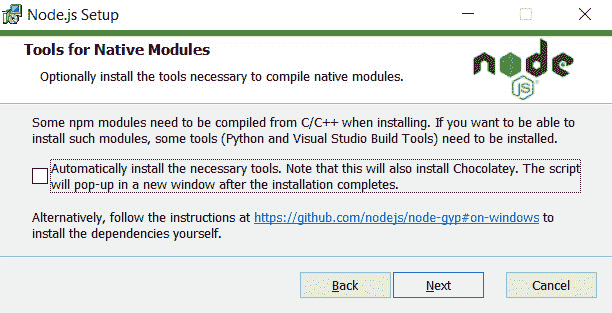 Node.js Setup
Tools for Native Modules
Optionally install the tools necessary to compile native modules.
node
JS
Some npm modules need to be compiled from C/C++ when installing. If you want to be able to
install such modules, some tools (Python and Visual Studio Build Tools) need to be installed.
Automatically install the necessary tools. Note that this will also install Chocolatey. The script
will pop-up in a new window after the installation completes.
Alternatively, follow the instructions at https://github.com/nodejs/node-gyp#on-windows to
install the dependencies yourself.
Back Next Cancel